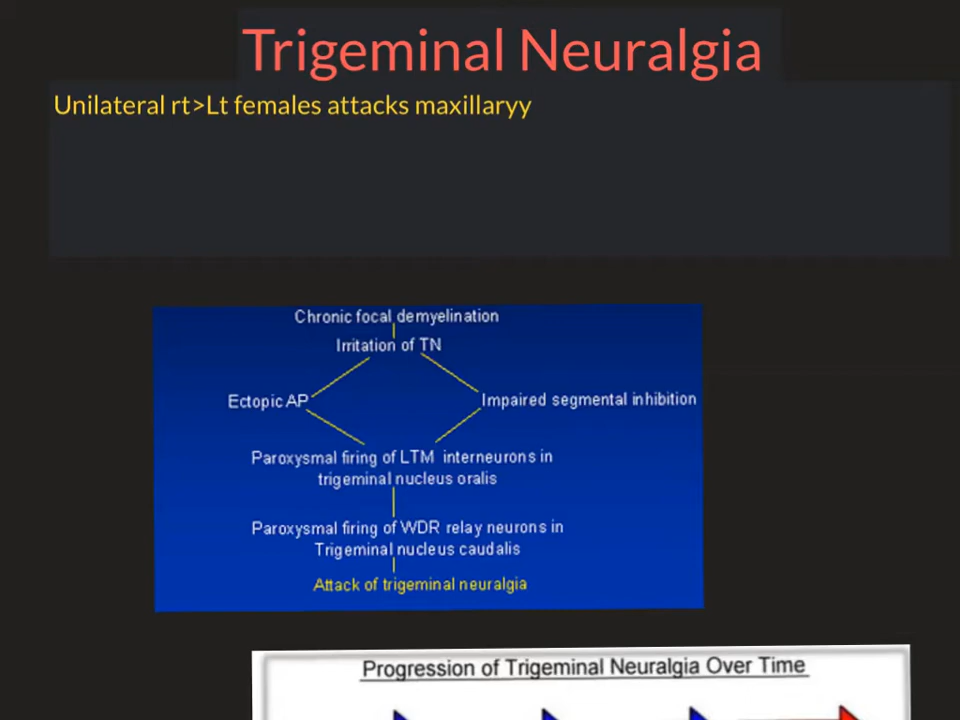 Trigeminal Neuralgia
Unilateral rt>Lt females attacks maxillaryy
Chronic focal demyelination
Irritation of TN
Ectopic AP
Impaired segmental inhibition
Paroxysmal firing of LTM interneurons in
trigeminal nucleus oralis
Paroxysmal firing of WDR relay neurons in
Trigeminal nucleus caudalis
Attack of trigeminal neuralgia
Progression of Trigeminal Neuralgia Over Time